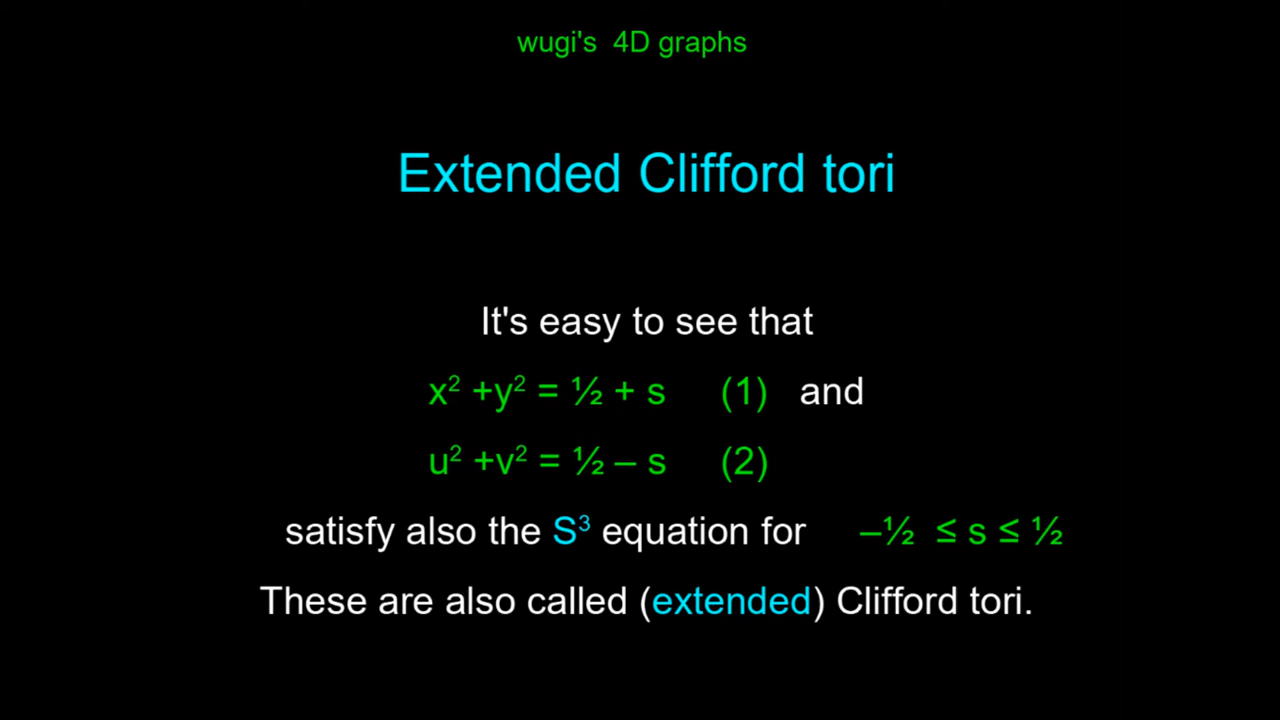 wugi's 4D graphs
Extended Clifford tori
It's easy to see that
x² +y² = ½ + s (1) and
u² +v² = ½ – s (2)
satisfy also the S³ equation for –½ ≤ s ≤ ½
These are also called (extended) Clifford tori.